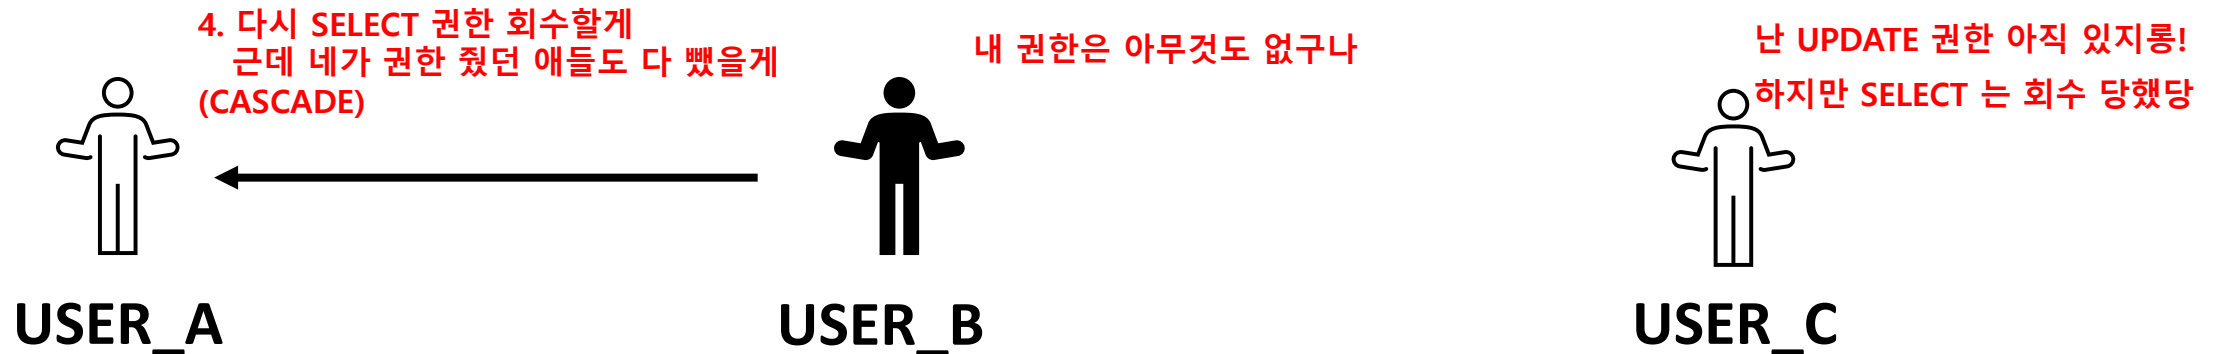 4. 다시 SELECT 권한 회수할게
근데 네가 권한 줬던 애들도 다 뺐을게
(CASCADE)
내 권한은 아무것도 없구나
난 UPDATE 권한 아직 있지롱!
하지만 SELECT 는 회수 당했당
USER_A
USER_B
USER_C